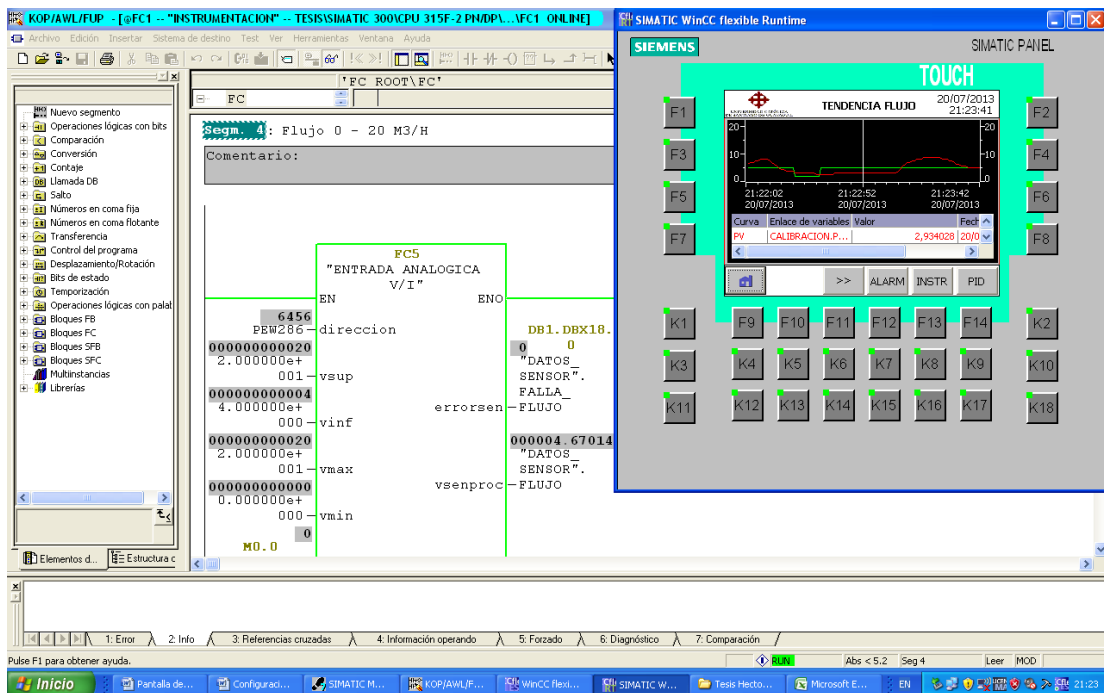 KOP/AWL/FUP - [@FC1 -- "INSTRUMENTACION" -- TESIS\SIMATIC 300\CPU 315F-2 PN/DP\...\FC1 ONLINE]
Archivo Edición Insertar Sistema de destino Test Ver Herramientas Ventana Ayuda
'FC ROOT\FC'
FC
Nuevo segmento
Operaciones lógicas con bits
Comparación
Conversión
Contaje
Llamada DB
Salto
Números en coma fija
Números en coma flotante
Transferencia
Control del programa
Desplazamiento/Rotación
Bits de estado
Temporización
Operaciones lógicas con palat
Bloques FB
Bloques FC
Bloques SFB
Bloques SFC
Multiinstancias
Librerías
Elementos d...
Estructura c
Segm. 4: Flujo 0 - 20 M3/H
Comentario:
FC5
"ENTRADA ANALOGICA
V/I"
EN
ENO
6456
PEW286
direccion
000000000020
2.000000e+
001
vsup
000000000004
4.000000e+
000
vinf
000000000020
2.000000e+
001
vmax
000000000000
0.000000e+
000
vmin
0
M0.0
DB1.DBX18.
0
0
"DATOS_
SENSOR".
FALLA_
errorsen
FLUJO
000004.67014
"DATOS_
SENSOR".
vsenproc
FLUJO
SIMATIC WinCC flexible Runtime
SIEMENS
SIMATIC PANEL
TOUCH
TENDENCIA FLUJO
20/07/2013
21:23:41
20
10
0
20
10
0
21:22:02
20/07/2013
21:22:52
20/07/2013
21:23:42
20/07/2013
Curva Enlace de variables Valor Fech
PV CALIBRACION.P... 2,934028 20/0
>> ALARM INSTR PID
F1
F2
F3
F4
F5
F6
F7
F8
K1 F9 F10 F11 F12 F13 F14 K2
K3 K4 K5 K6 K7 K8 K9 K10
K11 K12 K13 K14 K15 K16 K17 K18
1: Error 2: Info 3: Referencias cruzadas 4: Información operando 5: Forzado 6: Diagnóstico 7: Comparación
Pulse F1 para obtener ayuda.
RUN
Abs < 5.2
Seg 4
Leer
MOD
Inicio
Pantalla de...
Configuraci...
SIMATIC M...
KOP/AWL/F...
WinCC flexi...
SIMATIC W...
Tesis Hecto...
Microsoft E...
EN
21:23